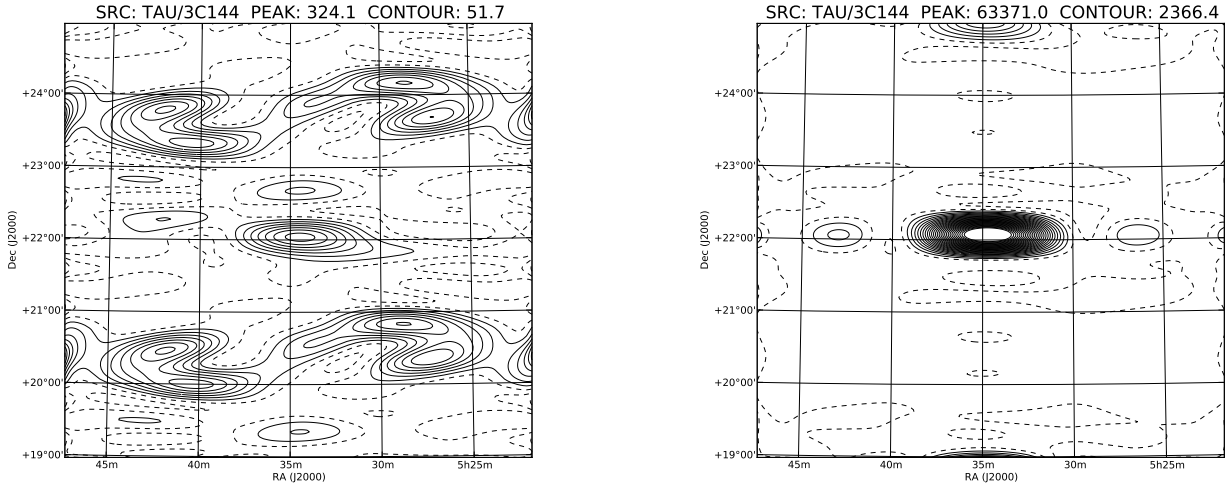 SRC: TAU/3C144 PEAK: 324.1 CONTOUR: 51.7
+24°00'
+23°00'
+22°00'
+21°00'
+20°00'
+19°00'
Dec (J2000)
45m 40m 35m 30m 5h25m
RA (J2000)
SRC: TAU/3C144 PEAK: 63371.0 CONTOUR: 2366.4
+24°00'
+23°00'
+22°00'
+21°00'
+20°00'
+19°00'
Dec (J2000)
45m 40m 35m 30m 5h25m
RA (J2000)